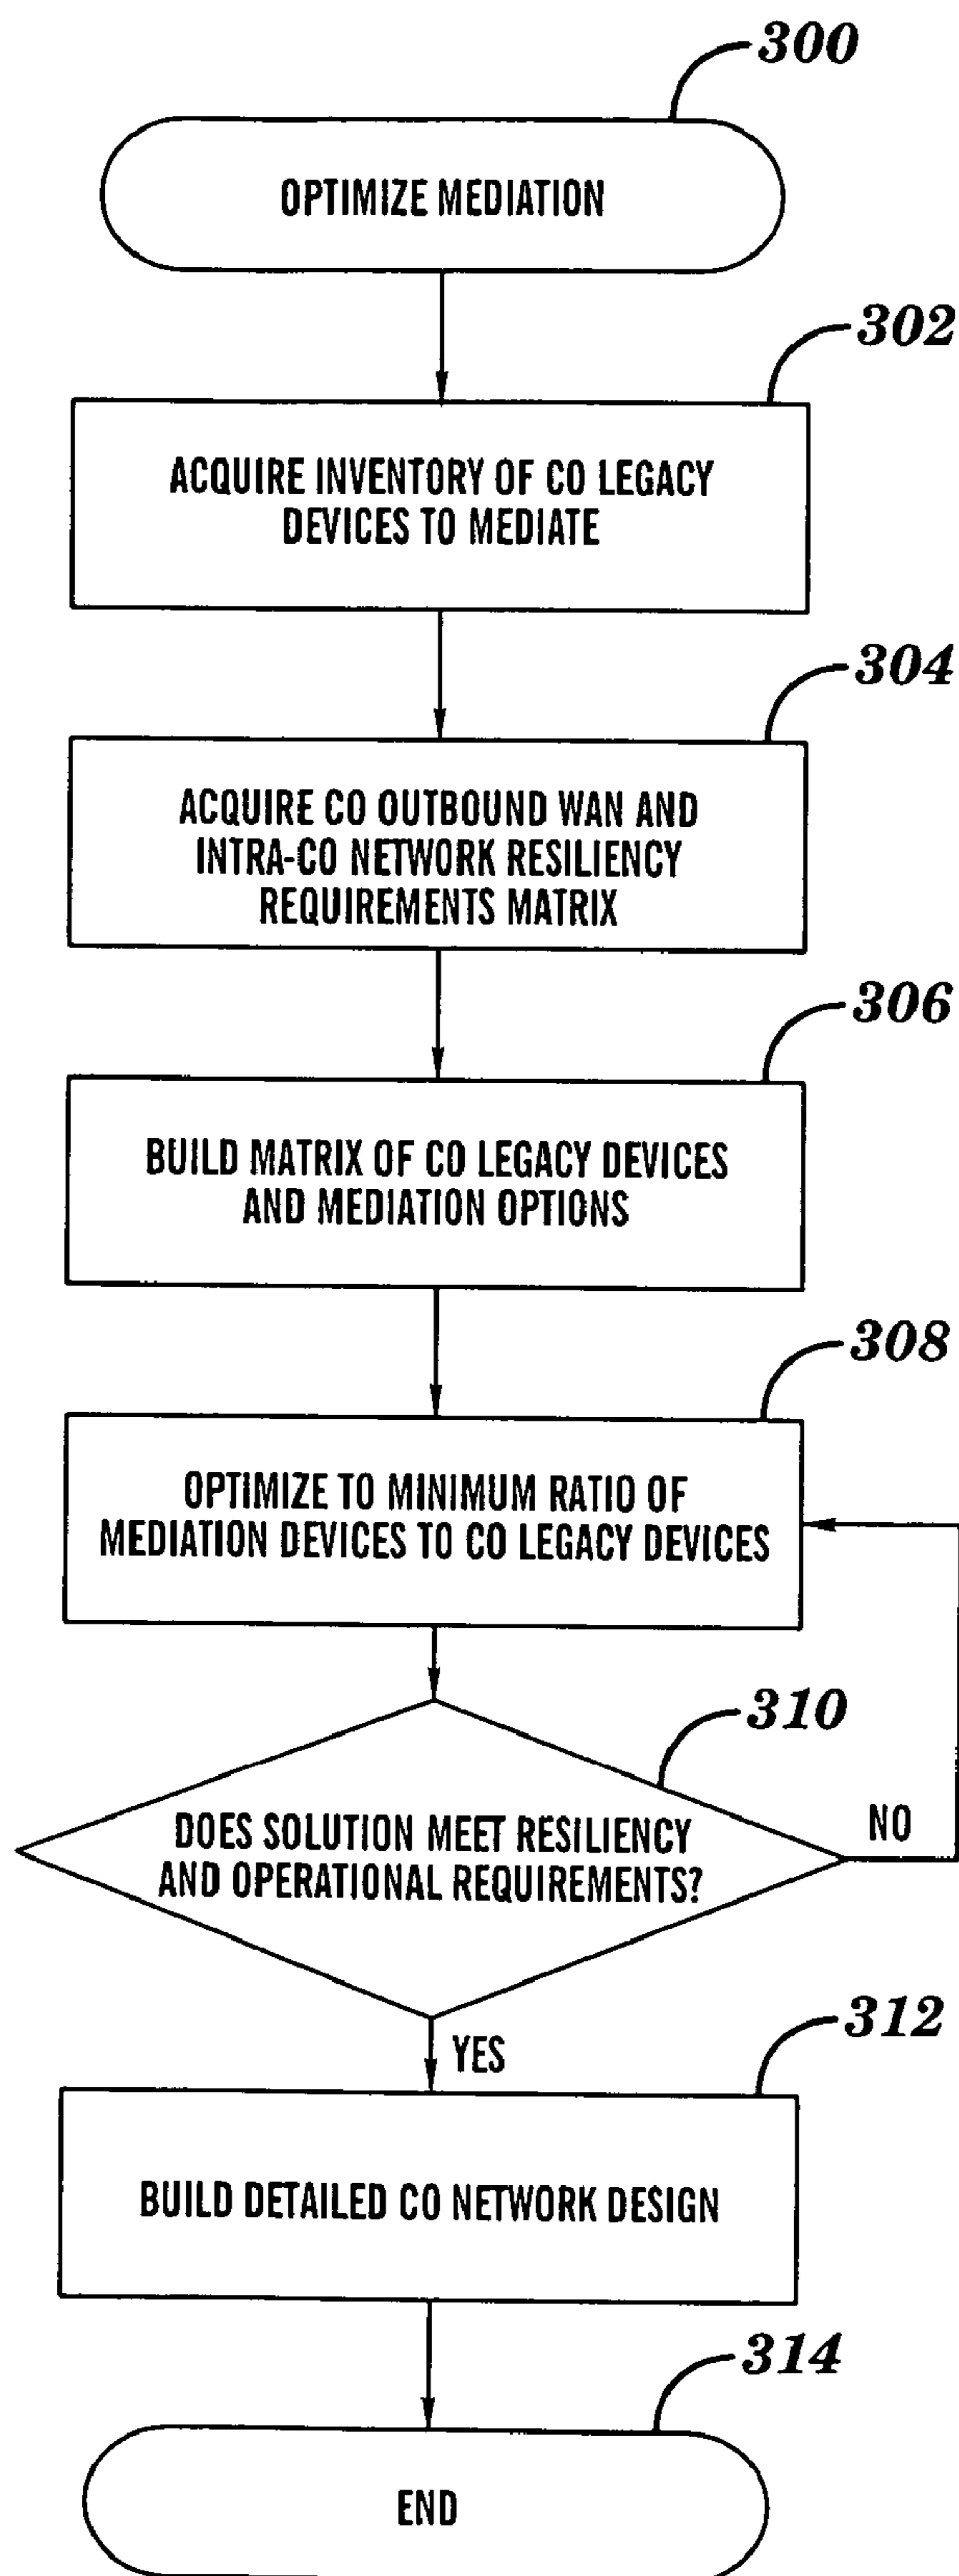 300
OPTIMIZE MEDIATION
302
ACQUIRE INVENTORY OF CO LEGACY
DEVICES TO MEDIATE
304
ACQUIRE CO OUTBOUND WAN AND
INTRA-CO NETWORK RESILIENCY
REQUIREMENTS MATRIX
306
BUILD MATRIX OF CO LEGACY DEVICES
AND MEDIATION OPTIONS
308
OPTIMIZE TO MINIMUM RATIO OF
MEDIATION DEVICES TO CO LEGACY DEVICES
310
DOES SOLUTION MEET RESILIENCY
AND OPERATIONAL REQUIREMENTS?
NO
YES
312
BUILD DETAILED CO NETWORK DESIGN
314
END